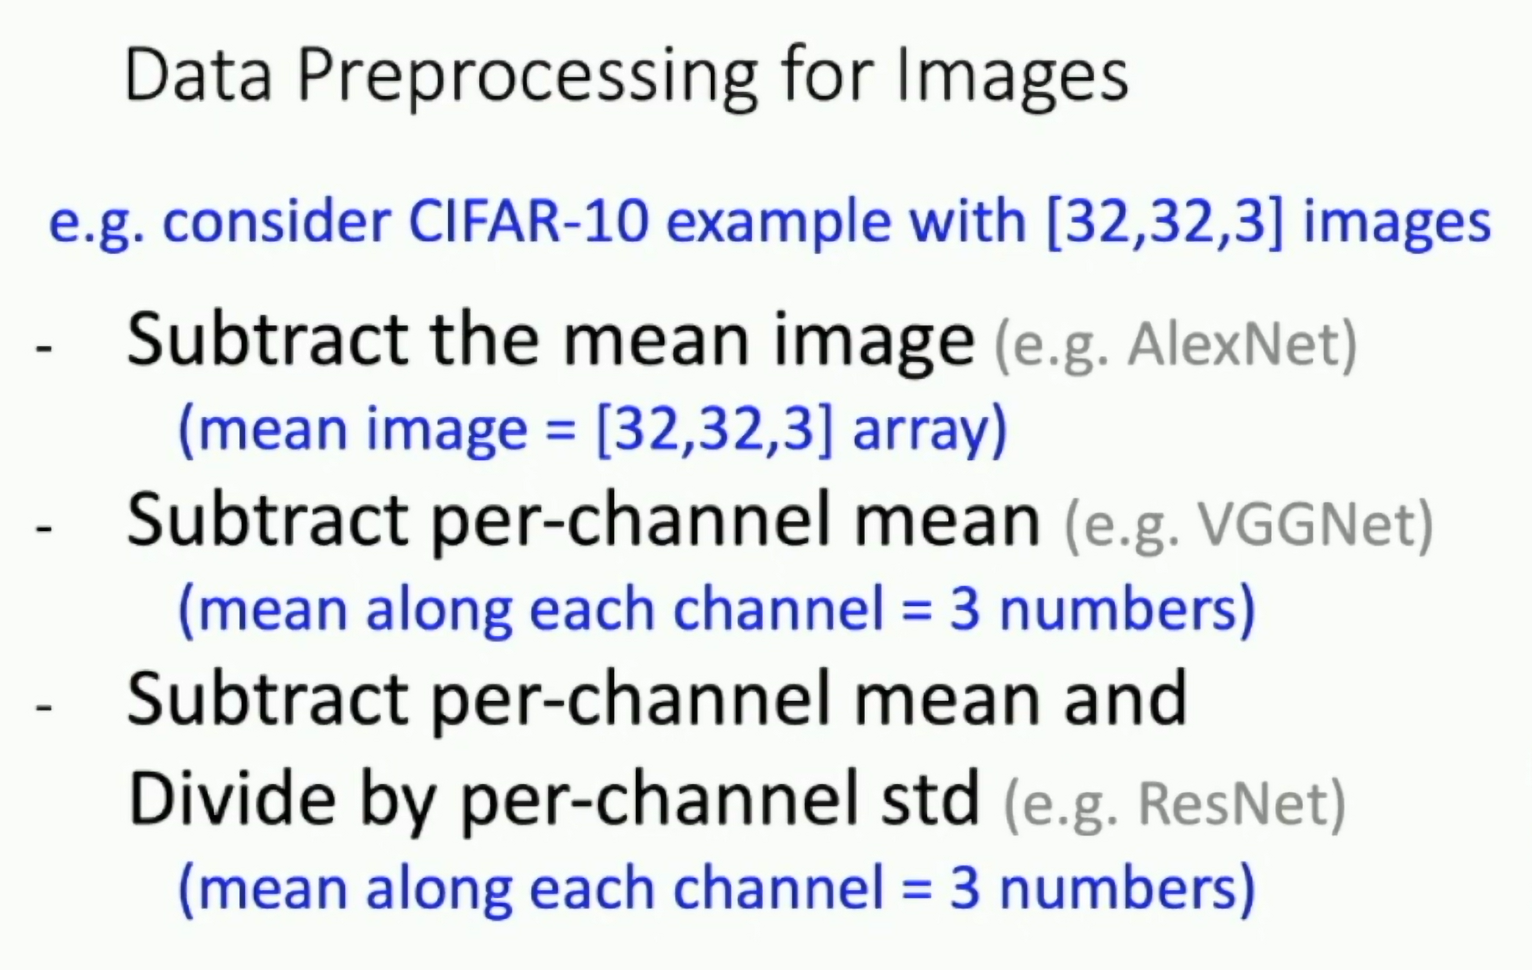 Data Preprocessing for Images
e.g. consider CIFAR-10 example with [32,32,3] images
- Subtract the mean image (e.g. AlexNet)
(mean image = [32,32,3] array)
- Subtract per-channel mean (e.g. VGGNet)
(mean along each channel = 3 numbers)
- Subtract per-channel mean and
Divide by per-channel std (e.g. ResNet)
(mean along each channel = 3 numbers)